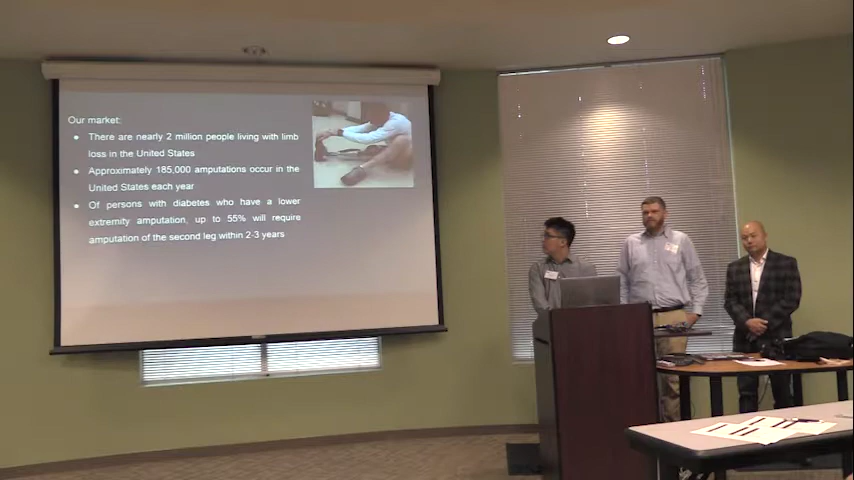 Our market:
• There are nearly 2 million people living with limb
loss in the United States
• Approximately 185,000 amputations occur in the
United States each year
• Of persons with diabetes who have a lower
extremity amputation, up to 55% will require
amputation of the second leg within 2-3 years